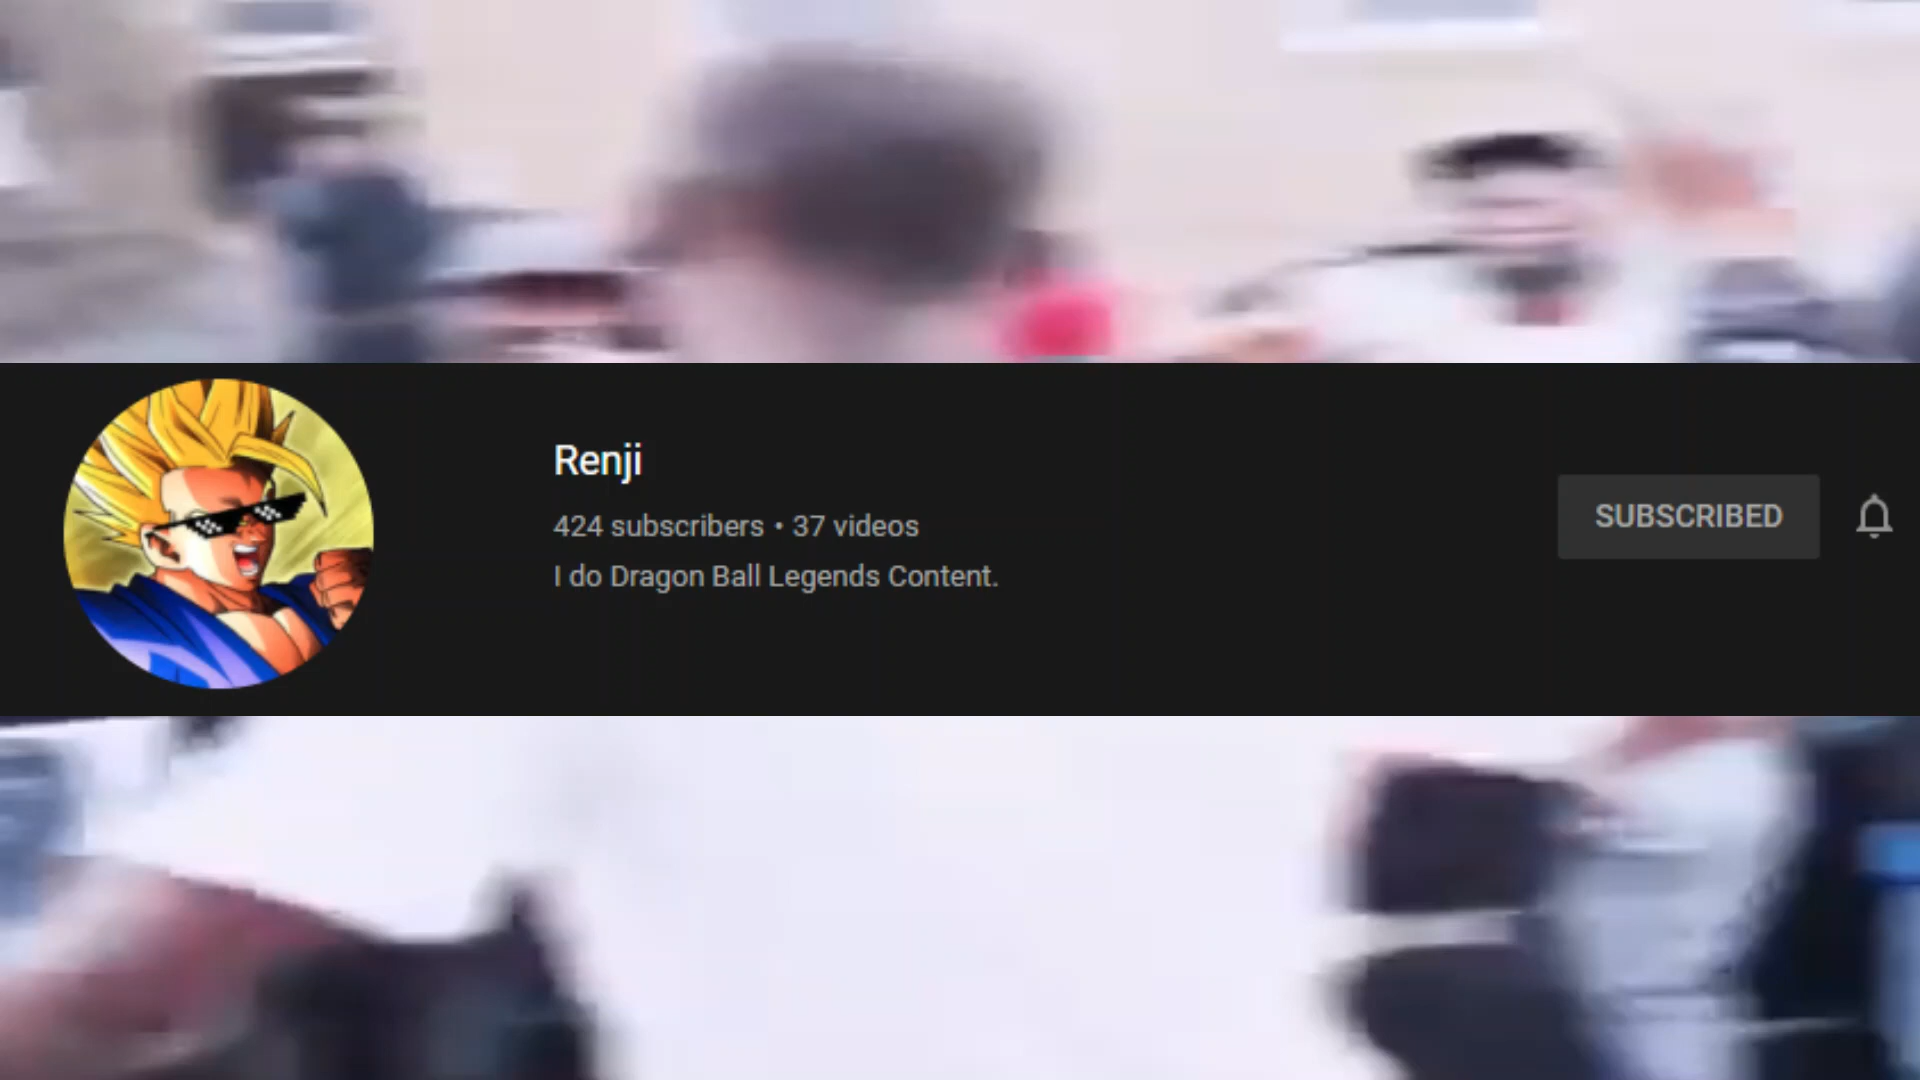 Renji
424 subscribers • 37 videos
SUBSCRIBED
I do Dragon Ball Legends Content.